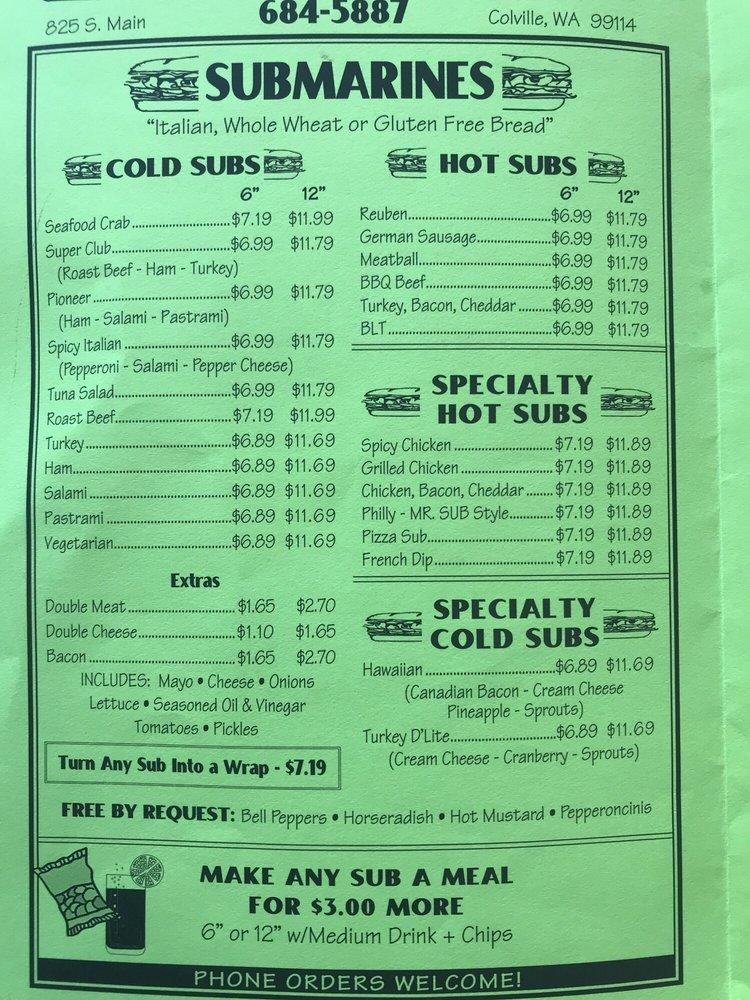 684-5887
825 S. Main
Colville, WA 99114
SUBMARINES
"Italian, Whole Wheat or Gluten Free Bread"
COLD SUBS
6" 12"
Seafood Crab $7.19 $11.99
Super Club $6.99 $11.79
(Roast Beef - Ham - Turkey)
Pioneer $6.99 $11.79
(Ham - Salami - Pastrami)
Spicy Italian $6.99 $11.79
(Pepperoni - Salami - Pepper Cheese)
Tuna Salad $6.99 $11.79
Roast Beef $7.19 $11.99
Turkey $6.89 $11.69
Ham $6.89 $11.69
Salami $6.89 $11.69
Pastrami $6.89 $11.69
Vegetarian $6.89 $11.69
Extras
Double Meat $1.65 $2.70
Double Cheese $1.10 $1.65
Bacon $1.65 $2.70
INCLUDES: Mayo • Cheese • Onions
Lettuce • Seasoned Oil & Vinegar
Tomatoes • Pickles
Turn Any Sub Into a Wrap - $7.19
HOT SUBS
6" 12"
Reuben $6.99 $11.79
German Sausage $6.99 $11.79
Meatball $6.99 $11.79
BBQ Beef $6.99 $11.79
Turkey, Bacon, Cheddar $6.99 $11.79
BLT $6.99 $11.79
SPECIALTY
HOT SUBS
Spicy Chicken $7.19 $11.89
Grilled Chicken $7.19 $11.89
Chicken, Bacon, Cheddar $7.19 $11.89
Philly - MR. SUB Style $7.19 $11.89
Pizza Sub $7.19 $11.89
French Dip $7.19 $11.89
SPECIALTY
COLD SUBS
Hawaiian $6.89 $11.69
(Canadian Bacon - Cream Cheese
Pineapple - Sprouts)
Turkey D'Lite $6.89 $11.69
(Cream Cheese - Cranberry - Sprouts)
FREE BY REQUEST: Bell Peppers • Horseradish • Hot Mustard • Pepperoncinis
MAKE ANY SUB A MEAL
FOR $3.00 MORE
6" or 12" w/Medium Drink + Chips
PHONE ORDERS WELCOME!